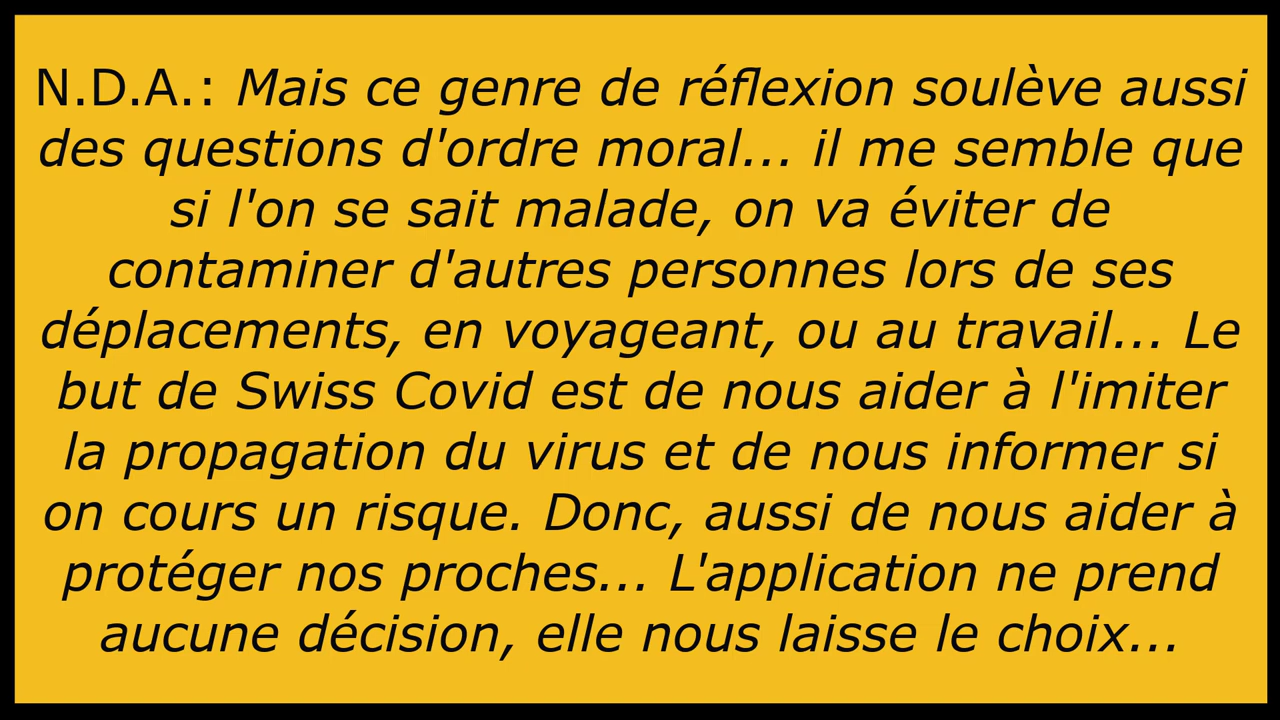 N.D.A.: Mais ce genre de réflexion soulève aussi
des questions d'ordre moral... il me semble que
si l'on se sait malade, on va éviter de
contaminer d'autres personnes lors de ses
déplacements, en voyageant, ou au travail... Le
but de Swiss Covid est de nous aider à l'imiter
la propagation du virus et de nous informer si
on cours un risque. Donc, aussi de nous aider à
protéger nos proches... L'application ne prend
aucune décision, elle nous laisse le choix...